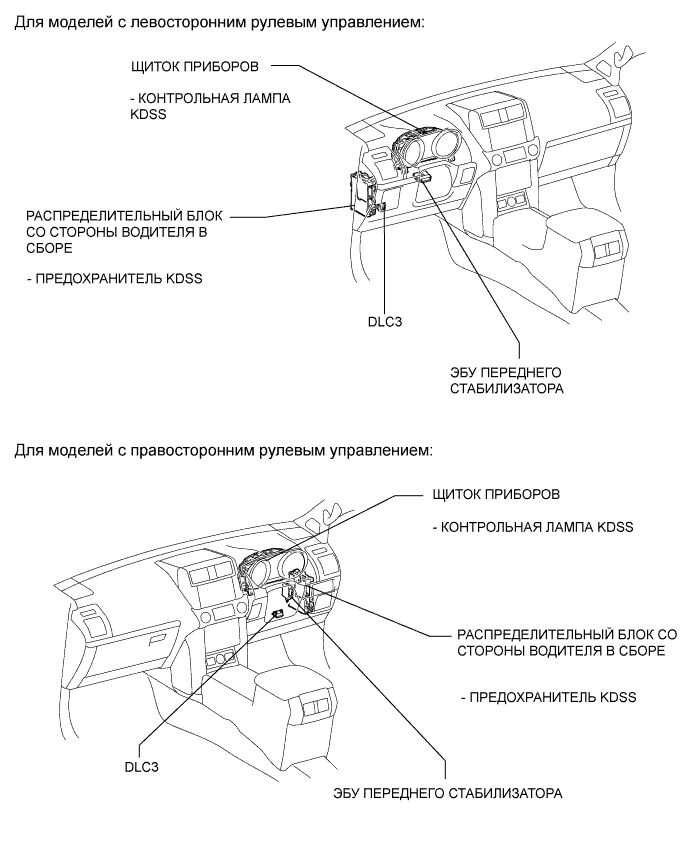 Для моделей с левосторонним рулевым управлением:
ЩИТОК ПРИБОРОВ
- КОНТРОЛЬНАЯ ЛАМПА
KDSS
РАСПРЕДЕЛИТЕЛЬНЫЙ БЛОК
СО СТОРОНЫ ВОДИТЕЛЯ В
СБОРЕ
- ПРЕДОХРАНИТЕЛЬ KDSS
DLC3
ЭБУ ПЕРЕДНЕГО
СТАБИЛИЗАТОРА
Для моделей с правосторонним рулевым управлением:
ЩИТОК ПРИБОРОВ
- КОНТРОЛЬНАЯ ЛАМПА KDSS
РАСПРЕДЕЛИТЕЛЬНЫЙ БЛОК СО
СТОРОНЫ ВОДИТЕЛЯ В СБОРЕ
- ПРЕДОХРАНИТЕЛЬ KDSS
DLC3
ЭБУ ПЕРЕДНЕГО СТАБИЛИЗАТОРА